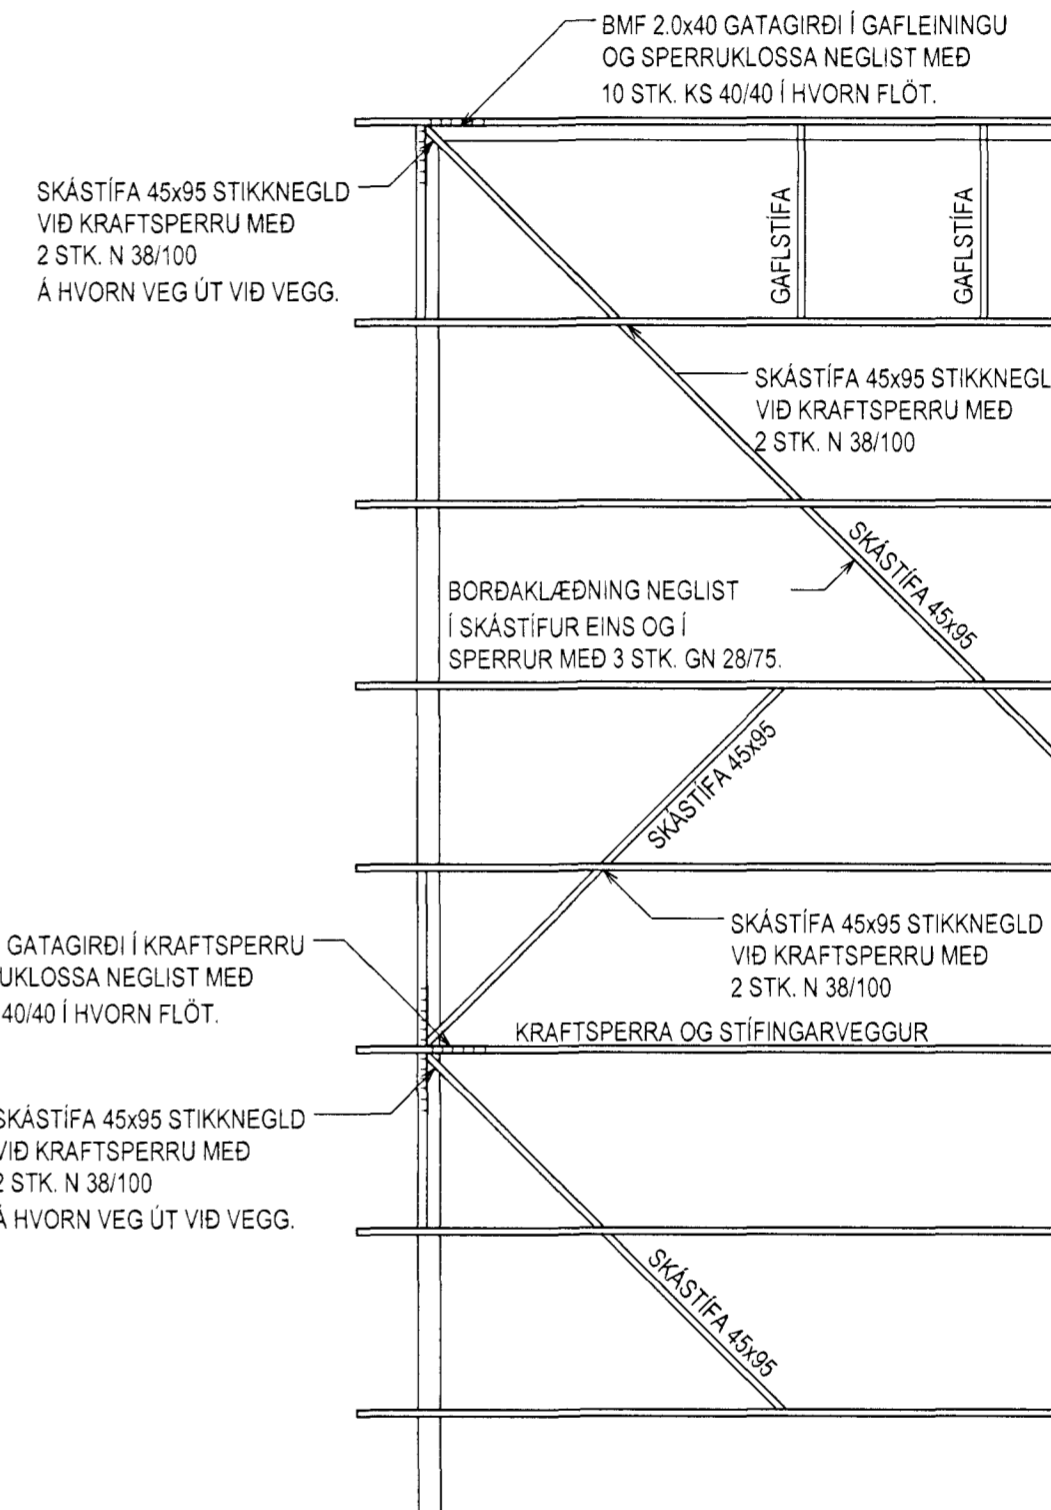 BMF 2.0x40 GATAGIRÐI Í GAFLEININGU
OG SPERRUKLOSSA NEGLIST MEÐ
10 STK. KS 40/40 Í HVORN FLÖT.
SKÁSTÍFA 45x95 STIKKNEGLD
VIÐ KRAFTSPERRU MEÐ
2 STK. N 38/100
Á HVORN VEG ÚT VIÐ VEGG.
GAFLSTÍFA
GAFLSTÍFA
SKÁSTÍFA 45x95 STIKKNEGL
VIÐ KRAFTSPERRU MEÐ
2 STK. N 38/100
SKÁSTÍFA 45x95
BORÐAKLÆÐNING NEGLIST
Í SKÁSTÍFUR EINS OG Í
SPERRUR MEÐ 3 STK. GN 28/75.
SKÁSTÍFA 45x95
SKÁSTÍFA 45x95 STIKKNEGLD
VIÐ KRAFTSPERRU MEÐ
2 STK. N 38/100
GATAGIRÐI Í KRAFTSPERRU
UKLOSSA NEGLIST MEÐ
40/40 Í HVORN FLÖT.
KRAFTSPERRA OG STÍFINGARVEGGUR
SKÁSTÍFA 45x95 STIKKNEGLD
VIÐ KRAFTSPERRU MEÐ
2 STK. N 38/100
Á HVORN VEG ÚT VIÐ VEGG.
SKÁSTÍFA 45x95